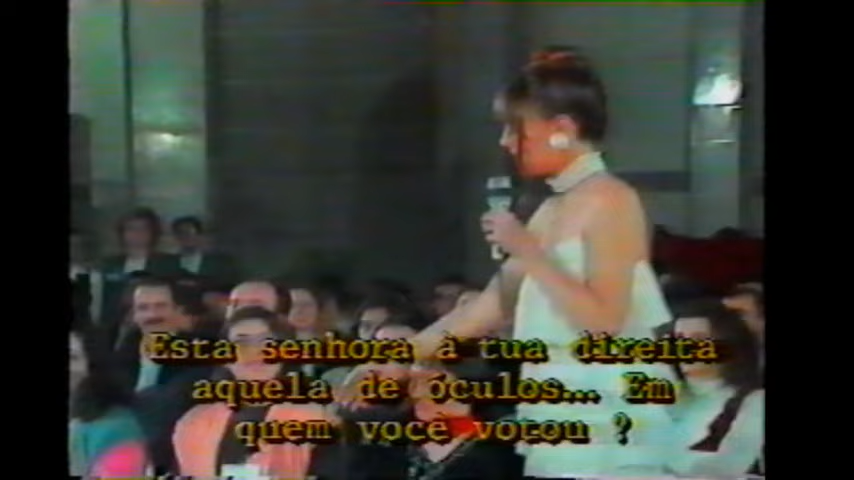 Esta senhora à tua direita
aquela de óculos... Em
quem você votou ?